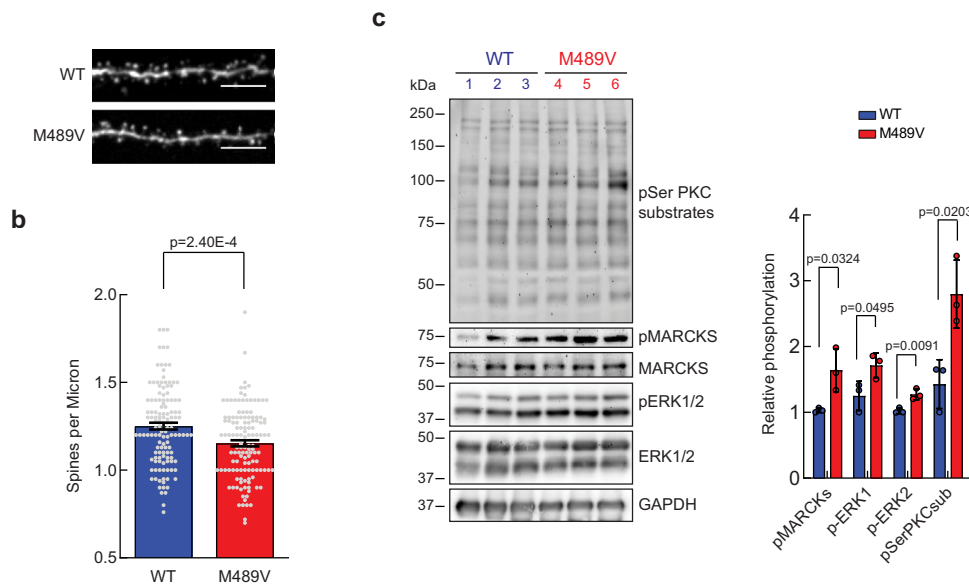 WT
M489V
b
p=2.40E-4
Spines per Micron
2.0
1.5
1.0
0.5
WT
M489V
c
WT
M489V
kDa
1 2 3 4 5 6
250
150
100
75
50
pSer PKC
substrates
75
pMARCKS
75
MARCKS
50
37
pERK1/2
50
37
ERK1/2
37
GAPDH
WT
M489V
Relative phosphorylation
4
3
2
1
0
p=0.0324
p=0.0495
p=0.0091
p=0.0203
pMARCKs
p-ERK1
p-ERK2
pSerPKCsub